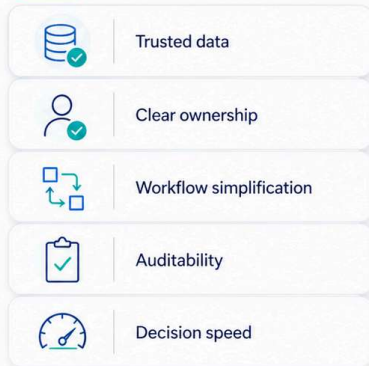 Trusted data
Clear ownership
Workflow simplification
Auditability
Decision speed